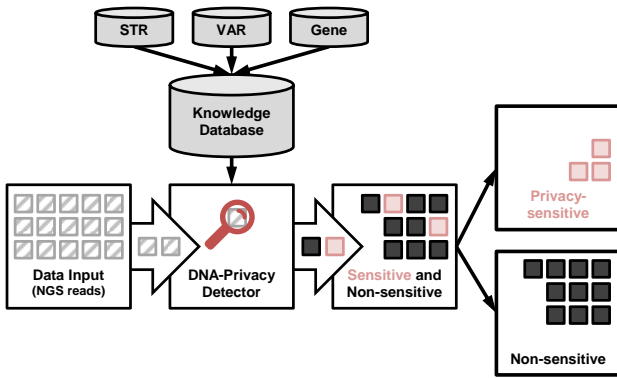 STR
VAR
Gene
Knowledge
Database
Data Input
(NGS reads)
DNA-Privacy
Detector
Sensitive and
Non-sensitive
Privacy-
sensitive
Non-sensitive